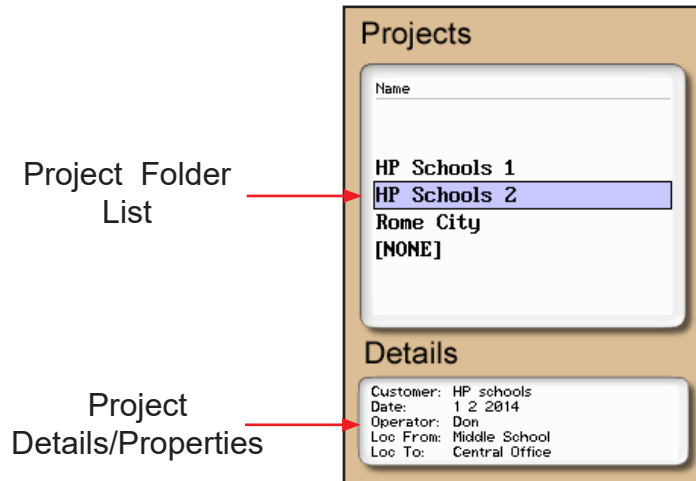 Projects
Name
HP Schools 1
HP Schools 2
Rome City
[NONE]
Project Folder
List
Details
Customer: HP schools
Date: 1 2 2014
Operator: Don
Loc From: Middle School
Loc To: Central Office
Project
Details/Properties